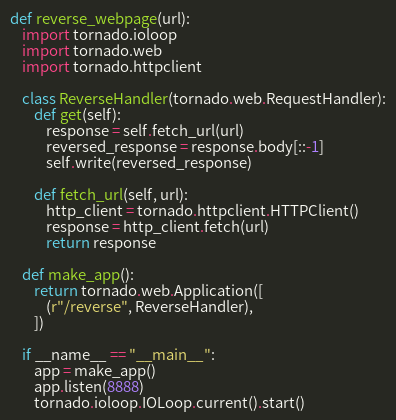 def reverse_webpage(url):
    import tornado.ioloop
    import tornado.web
    import tornado.httpclient

    class ReverseHandler(tornado.web.RequestHandler):
        def get(self):
            response = self.fetch_url(url)
            reversed_response = response.body[::-1]
            self.write(reversed_response)

        def fetch_url(self, url):
            http_client = tornado.httpclient.HTTPClient()
            response = http_client.fetch(url)
            return response

    def make_app():
        return tornado.web.Application([
            (r"/reverse", ReverseHandler),
        ])

    if __name__ == "__main__":
        app = make_app()
        app.listen(8888)
        tornado.ioloop.IOLoop.current().start()